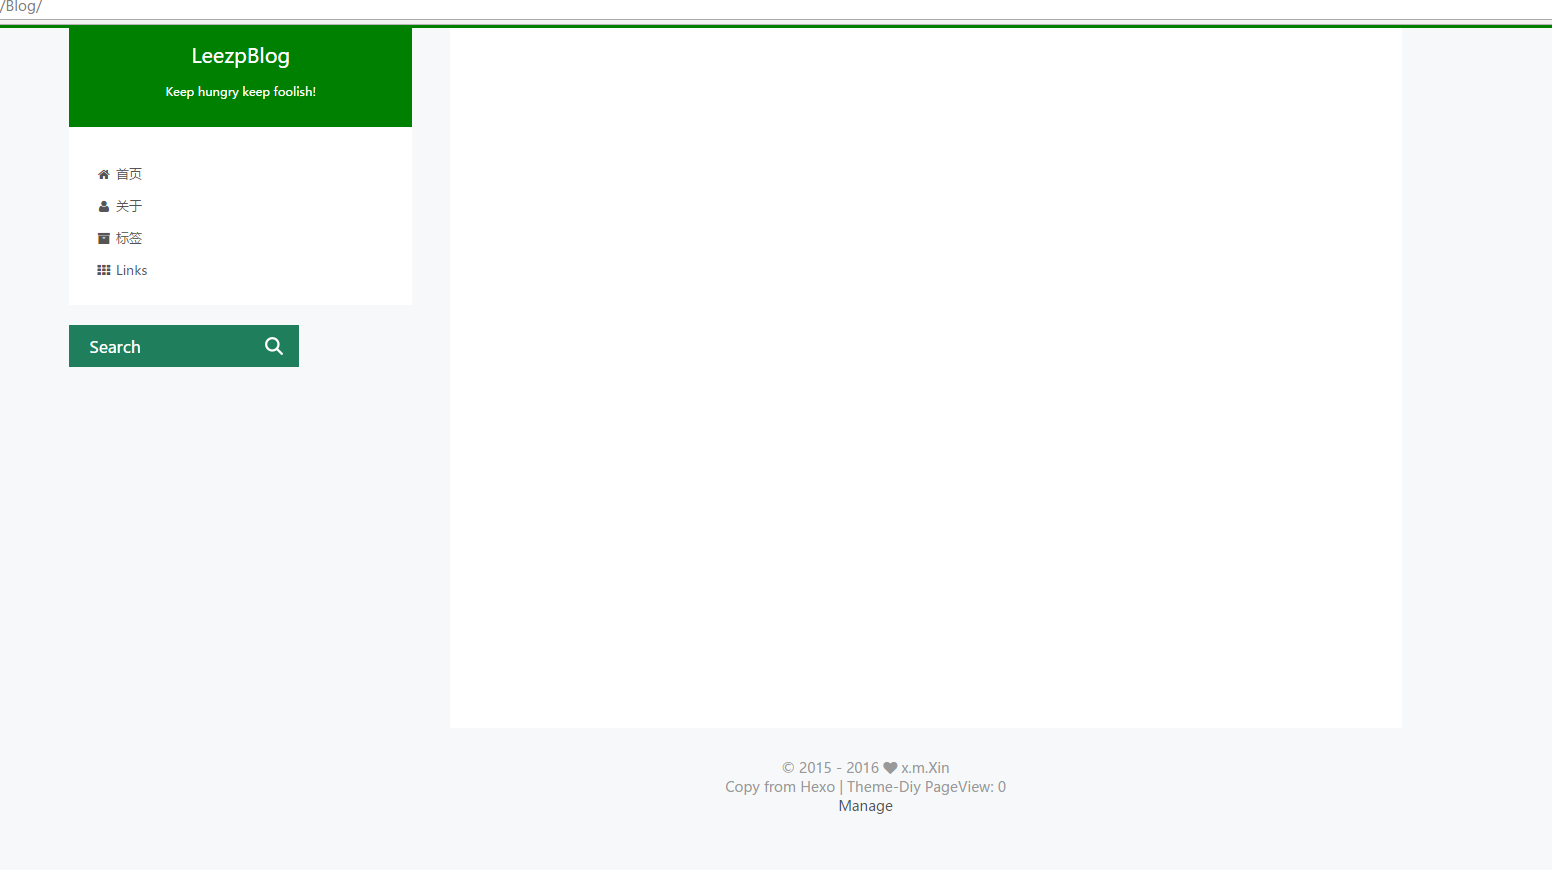 /Blog/
LeezpBlog
Keep hungry keep foolish!
首页
关于
标签
Links
Search
© 2015 - 2016 x.m.Xin
Copy from Hexo | Theme-Diy PageView: 0
Manage